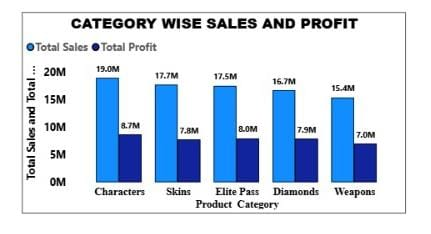 CATEGORY WISE SALES AND PROFIT
Total Sales Total Profit
Total Sales and Total ...
20M
15M
10M
5M
0M
19.0M
8.7M
17.7M
7.8M
17.5M
8.0M
16.7M
7.9M
15.4M
7.0M
Characters Skins Elite Pass Diamonds Weapons
Product Category